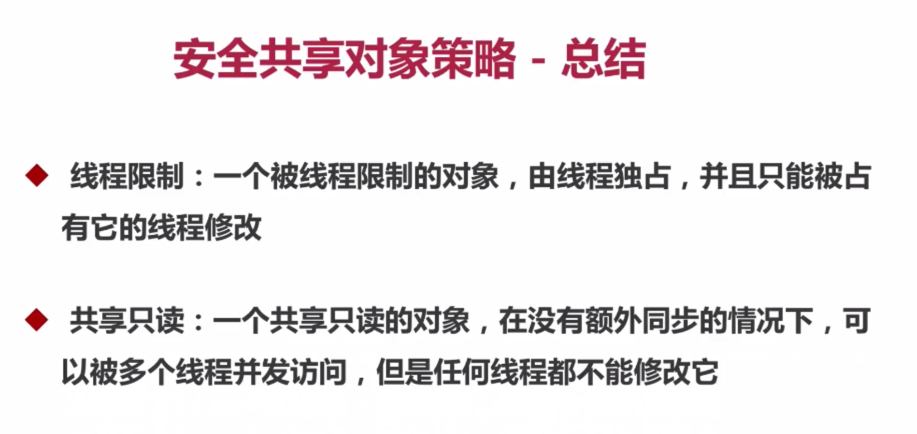 安全共享对象策略 - 总结
线程限制：一个被线程限制的对象，由线程独占，并且只能被占
有它的线程修改
共享只读：一个共享只读的对象，在没有额外同步的情况下，可
以被多个线程并发访问，但是任何线程都不能修改它